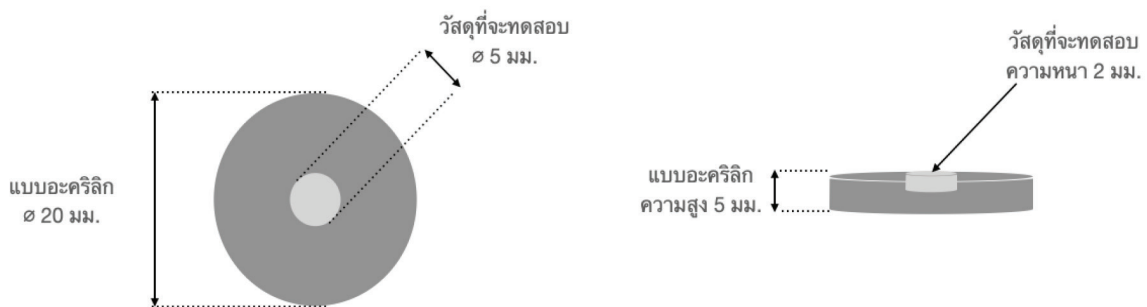 วัสดุที่จะทดสอบ
ø 5 มม.
แบบอะคริลิก
ø 20 มม.
วัสดุที่จะทดสอบ
ความหนา 2 มม.
แบบอะคริลิก
ความสูง 5 มม.